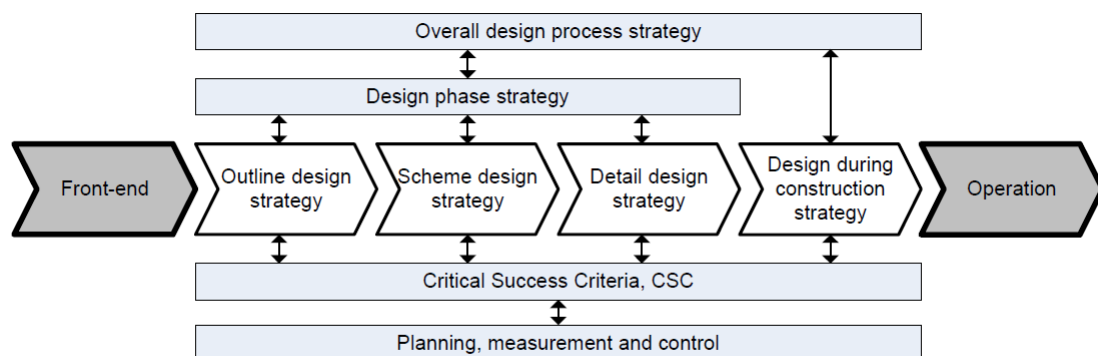 Overall design process strategy
Design phase strategy
Front-end
Outline design
strategy
Scheme design
strategy
Detail design
strategy
Design during
construction
strategy
Operation
Critical Success Criteria, CSC
Planning, measurement and control